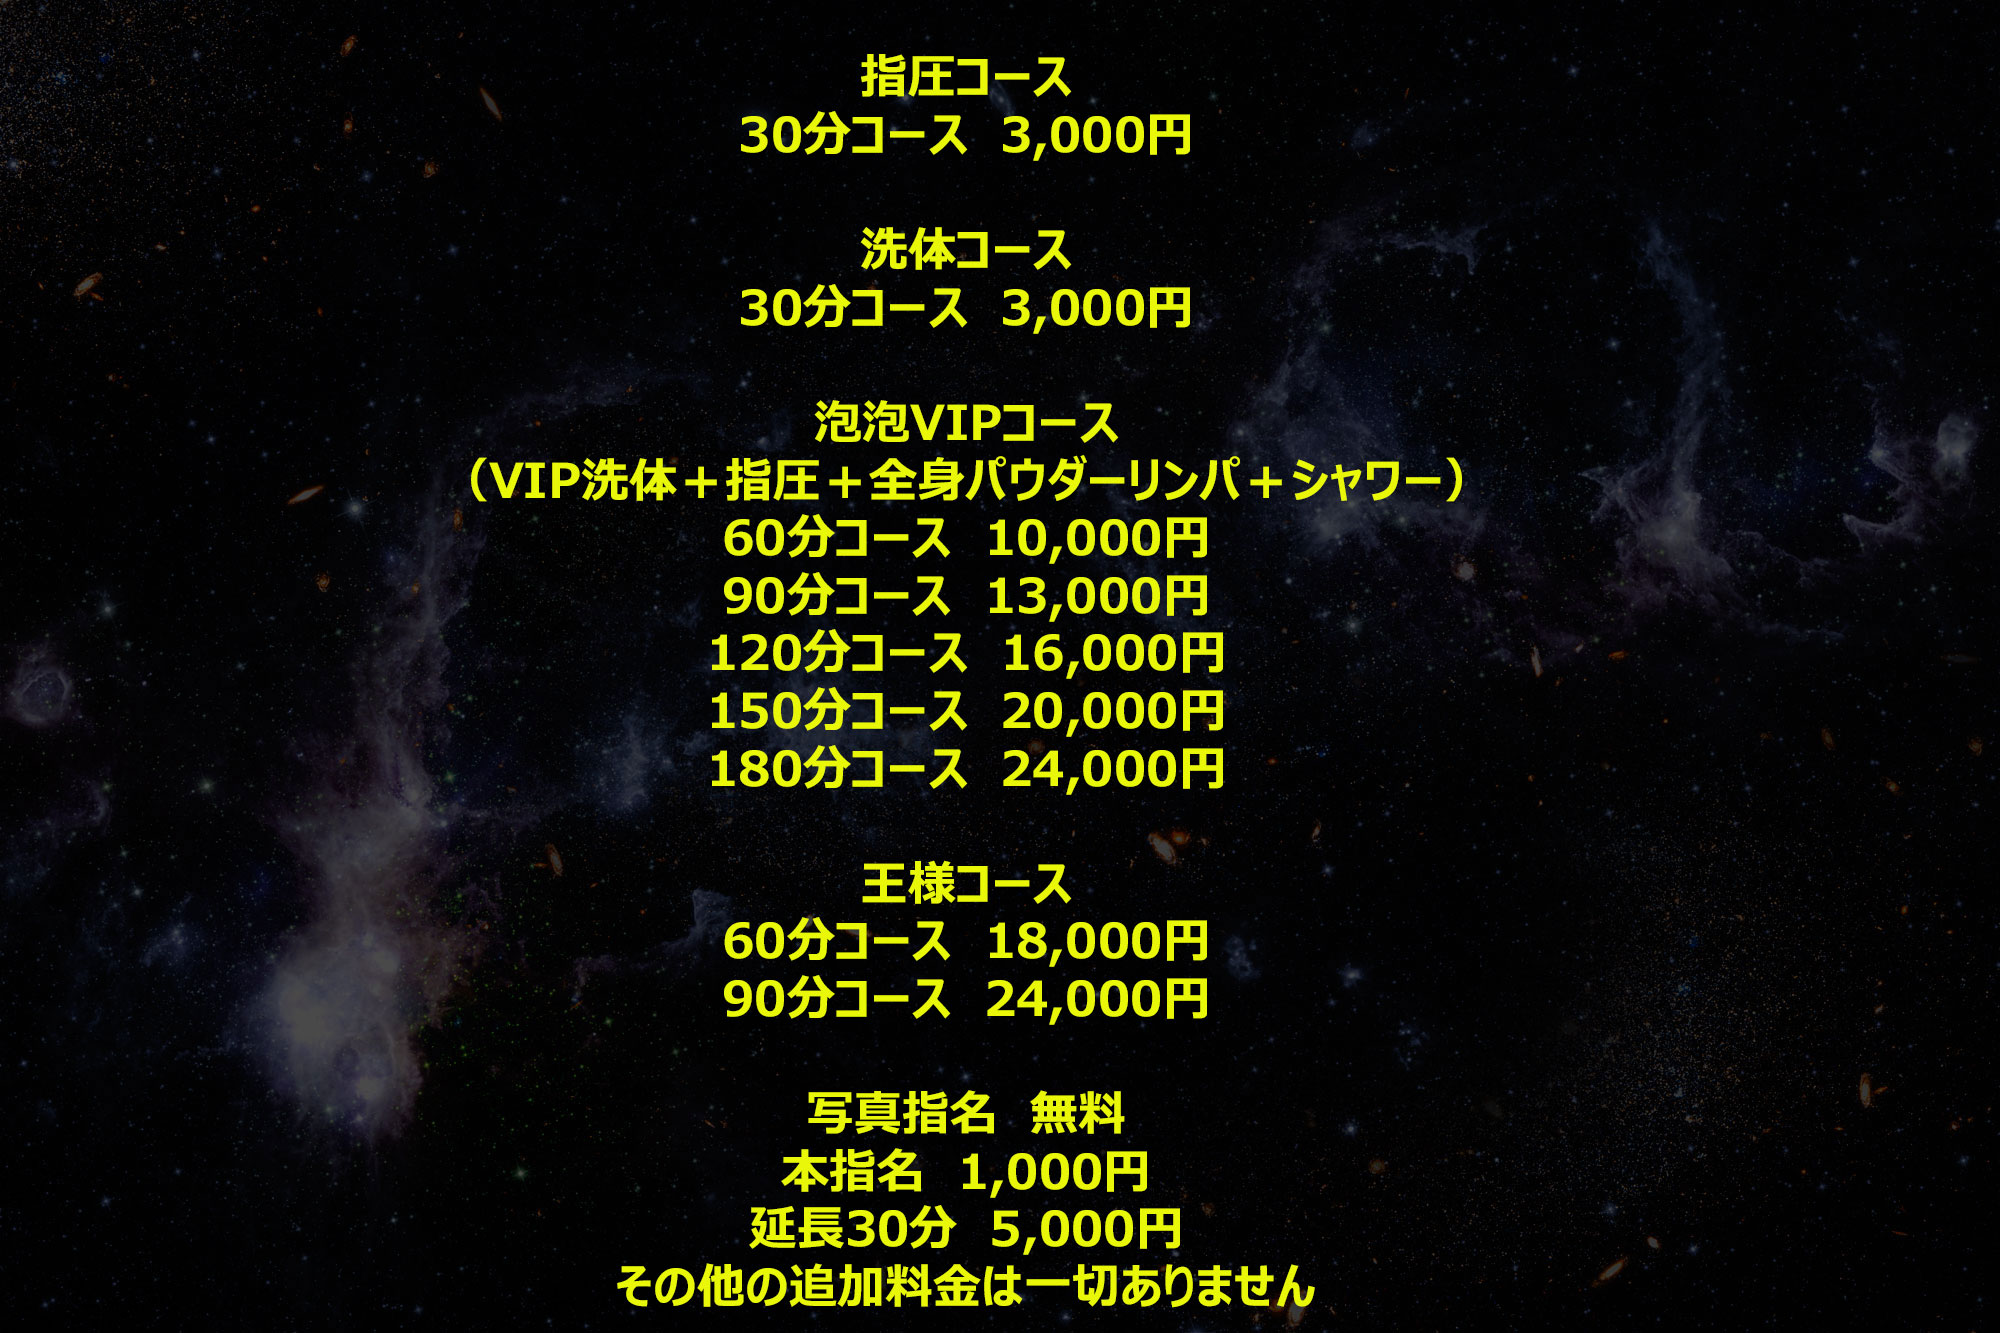 指圧コース
30分コース 3,000円
洗体コース
30分コース 3,000円
泡泡VIPコース
（VIP洗体＋指圧＋全身パウダーリンパ＋シャワー）
60分コース 10,000円
90分コース 13,000円
120分コース 16,000円
150分コース 20,000円
180分コース 24,000円
王様コース
60分コース 18,000円
90分コース 24,000円
写真指名 無料
本指名 1,000円
延長30分 5,000円
その他の追加料金は一切ありません